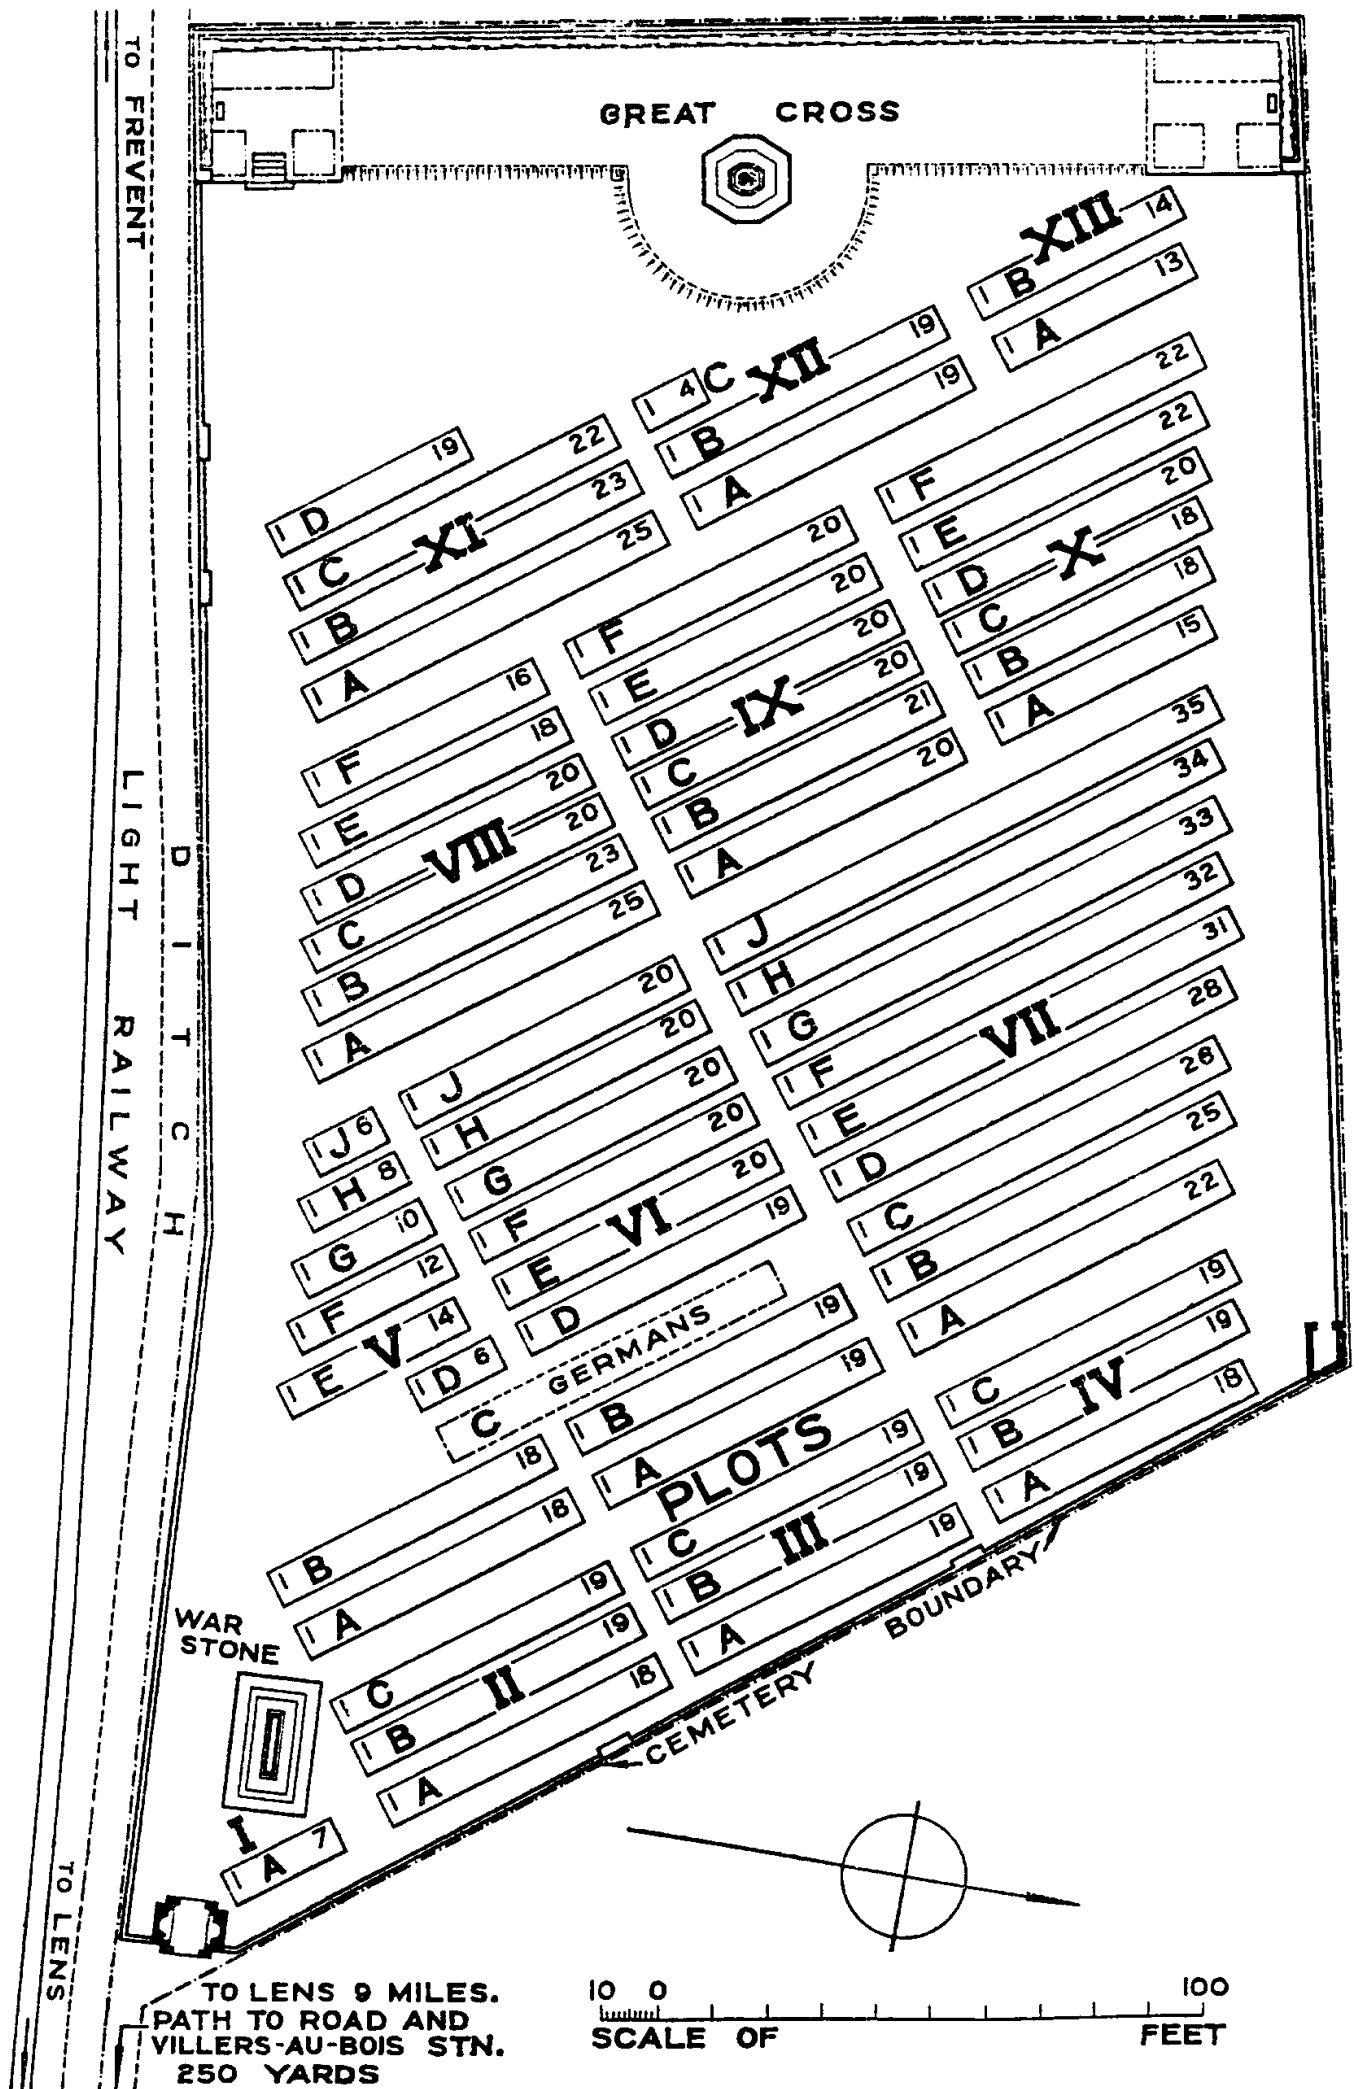 TO FREVENT
GREAT CROSS
XIII
1 B 14
1 A 13
XII
1 4 C
1 B 19
1 A 19
XI
1 D 19
1 C 22
1 B 23
1 A 25
X
1 F 22
1 E 22
1 D 20
1 C 18
1 B 18
1 A 15
IX
1 F 20
1 E 20
1 D 20
1 C 20
1 B 21
1 A 20
VIII
1 F 16
1 E 18
1 D 20
1 C 20
1 B 23
1 A 25
LIGHT RAILWAY
DITCH
VII
1 J 35
1 H 34
1 G 33
1 F 32
1 E 31
1 D 28
1 C 26
1 B 25
1 A 22
VI
1 J 20
1 H 20
1 G 20
1 F 20
1 E 20
1 D 19
C GERMANS
1 B 19
1 A 19
V
1 J 6
1 H 8
1 G 10
1 F 12
1 E 14
1 D 6
1 B 18
1 A 18
PLOTS
IV
1 C 19
1 B 19
1 A 18
III
1 C 19
1 B 19
1 A 19
II
1 C 19
1 B 19
1 A 18
WAR
STONE
I
1 A 7
CEMETERY BOUNDARY
TO LENS
TO LENS 9 MILES.
PATH TO ROAD AND
VILLERS-AU-BOIS STN.
250 YARDS
10 0 100
SCALE OF FEET